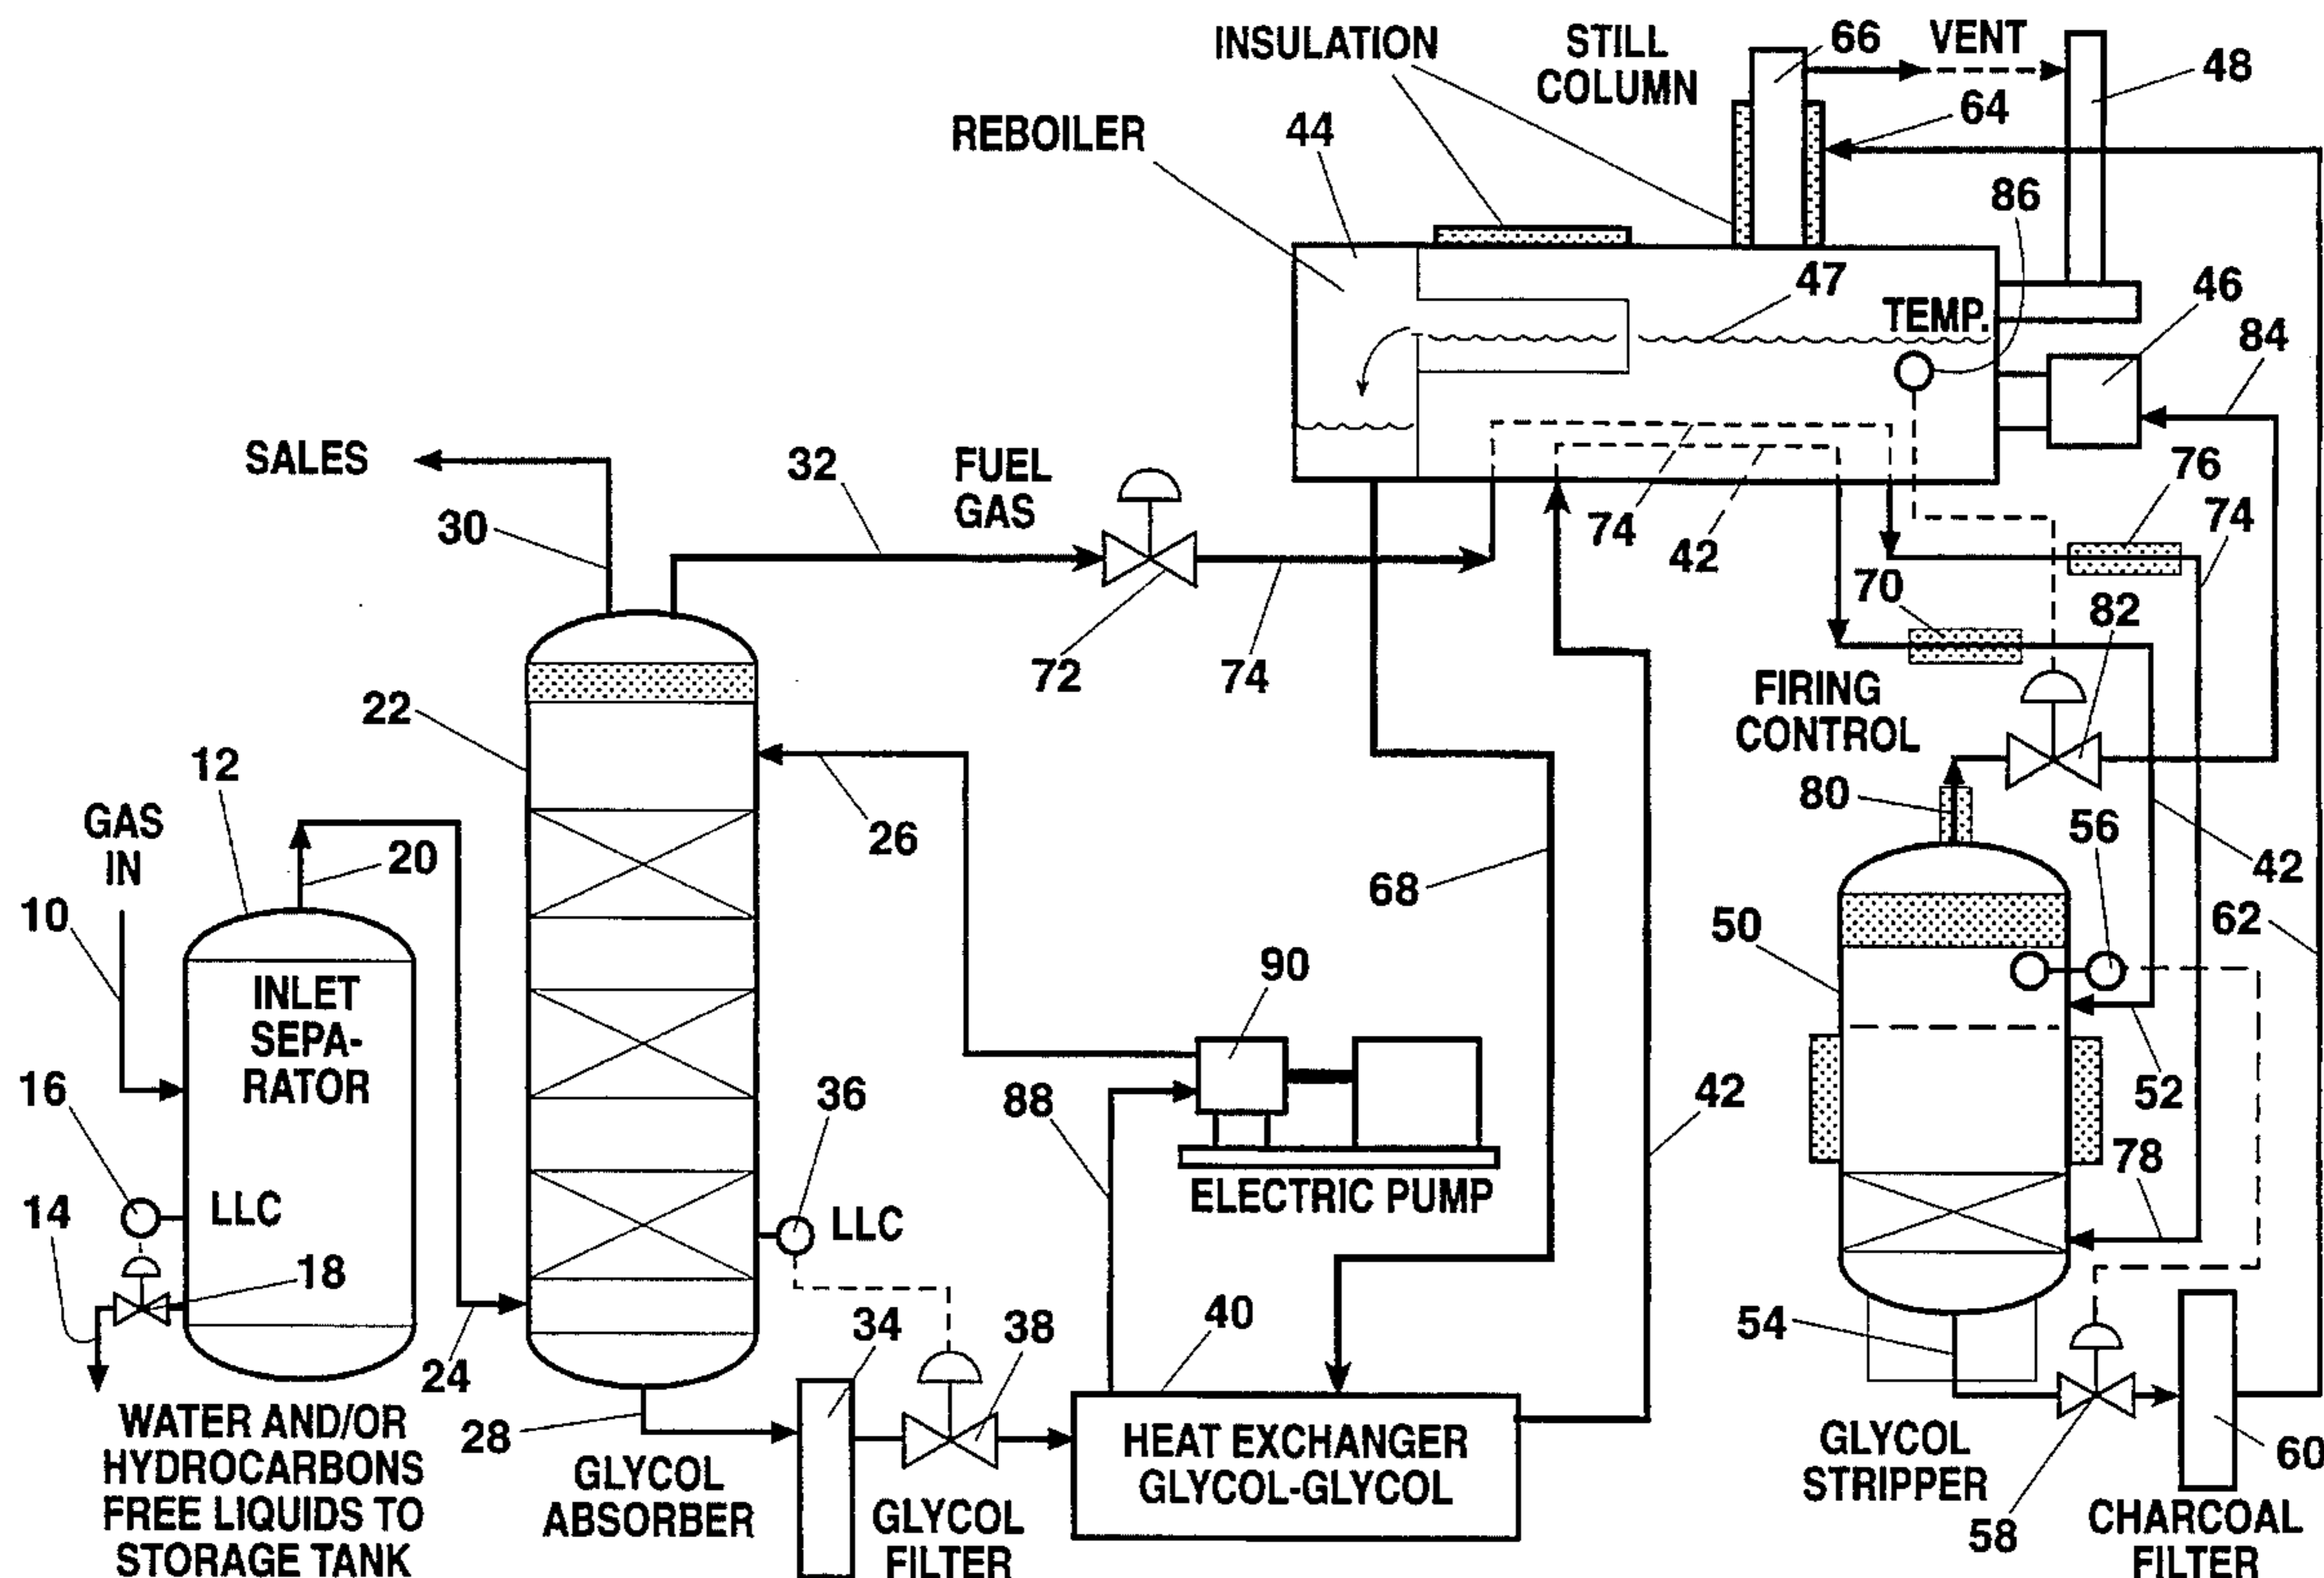 INSULATION
STILL
COLUMN
66
VENT
48
64
REBOILER
44
86
47
TEMP.
46
84
SALES
32
FUEL
GAS
76
74
30
74
42
70
82
72
74
FIRING
CONTROL
22
12
80
56
GAS
IN
20
26
68
42
10
50
62
90
INLET
SEPA-
RATOR
16
88
36
42
52
78
ELECTRIC PUMP
14
LLC
LLC
18
34
38
40
54
24
28
WATER AND/OR
HYDROCARBONS
FREE LIQUIDS TO
STORAGE TANK
GLYCOL
ABSORBER
GLYCOL
FILTER
HEAT EXCHANGER
GLYCOL-GLYCOL
GLYCOL
STRIPPER
58
60
CHARCOAL
FILTER